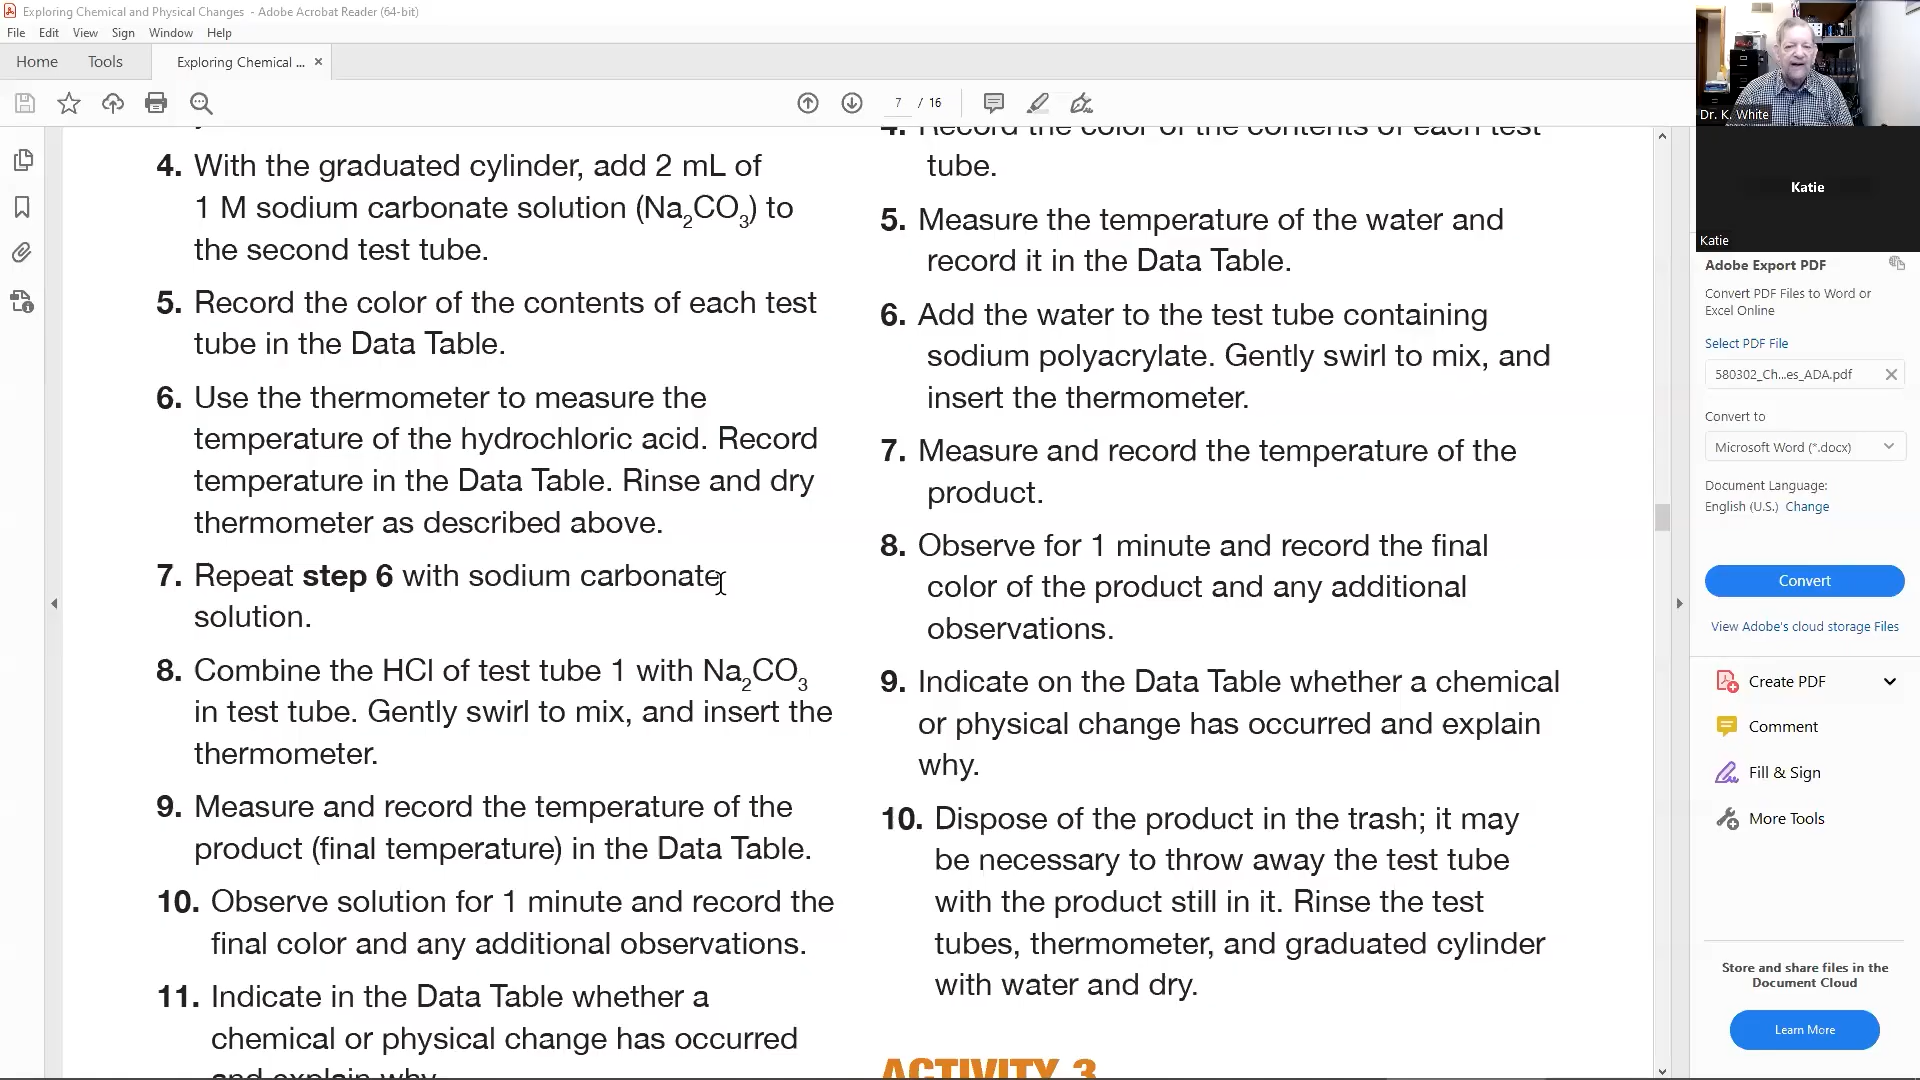 Exploring Chemical and Physical Changes - Adobe Acrobat Reader (64-bit)
File Edit View Sign Window Help
Home Tools Exploring Chemical ... ×
7 / 16
4. With the graduated cylinder, add 2 mL of
1 M sodium carbonate solution (Na2CO3) to
the second test tube.
5. Record the color of the contents of each test
tube in the Data Table.
6. Use the thermometer to measure the
temperature of the hydrochloric acid. Record
temperature in the Data Table. Rinse and dry
thermometer as described above.
7. Repeat step 6 with sodium carbonate
solution.
8. Combine the HCl of test tube 1 with Na2CO3
in test tube. Gently swirl to mix, and insert the
thermometer.
9. Measure and record the temperature of the
product (final temperature) in the Data Table.
10. Observe solution for 1 minute and record the
final color and any additional observations.
11. Indicate in the Data Table whether a
chemical or physical change has occurred
and explain why.
4. Record the color of the contents of each test
tube.
5. Measure the temperature of the water and
record it in the Data Table.
6. Add the water to the test tube containing
sodium polyacrylate. Gently swirl to mix, and
insert the thermometer.
7. Measure and record the temperature of the
product.
8. Observe for 1 minute and record the final
color of the product and any additional
observations.
9. Indicate on the Data Table whether a chemical
or physical change has occurred and explain
why.
10. Dispose of the product in the trash; it may
be necessary to throw away the test tube
with the product still in it. Rinse the test
tubes, thermometer, and graduated cylinder
with water and dry.
ACTIVITY 3
Dr. K. White
Katie
Katie
Adobe Export PDF
Convert PDF Files to Word or
Excel Online
Select PDF File
580302_Ch...es_ADA.pdf
Convert to
Microsoft Word (*.docx)
Document Language:
English (U.S.) Change
Convert
View Adobe's cloud storage Files
Create PDF
Comment
Fill & Sign
More Tools
Store and share files in the
Document Cloud
Learn More